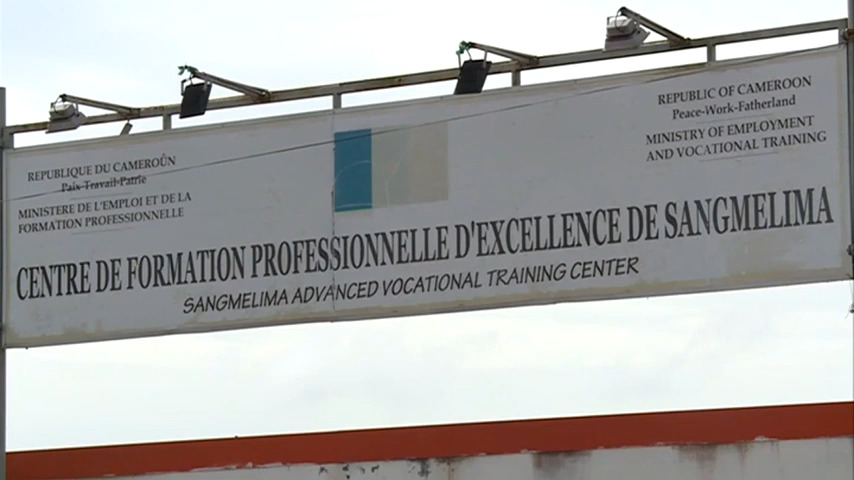 REPUBLIQUE DU CAMEROÛN
Paix-Travail-Patrie
MINISTERE DE L'EMPLOI ET DE LA
FORMATION PROFESSIONNELLE
REPUBLIC OF CAMEROON
Peace-Work-Fatherland
MINISTRY OF EMPLOYMENT
AND VOCATIONAL TRAINING
CENTRE DE FORMATION PROFESSIONNELLE D'EXCELLENCE DE SANGMELIMA
SANGMELIMA ADVANCED VOCATIONAL TRAINING CENTER